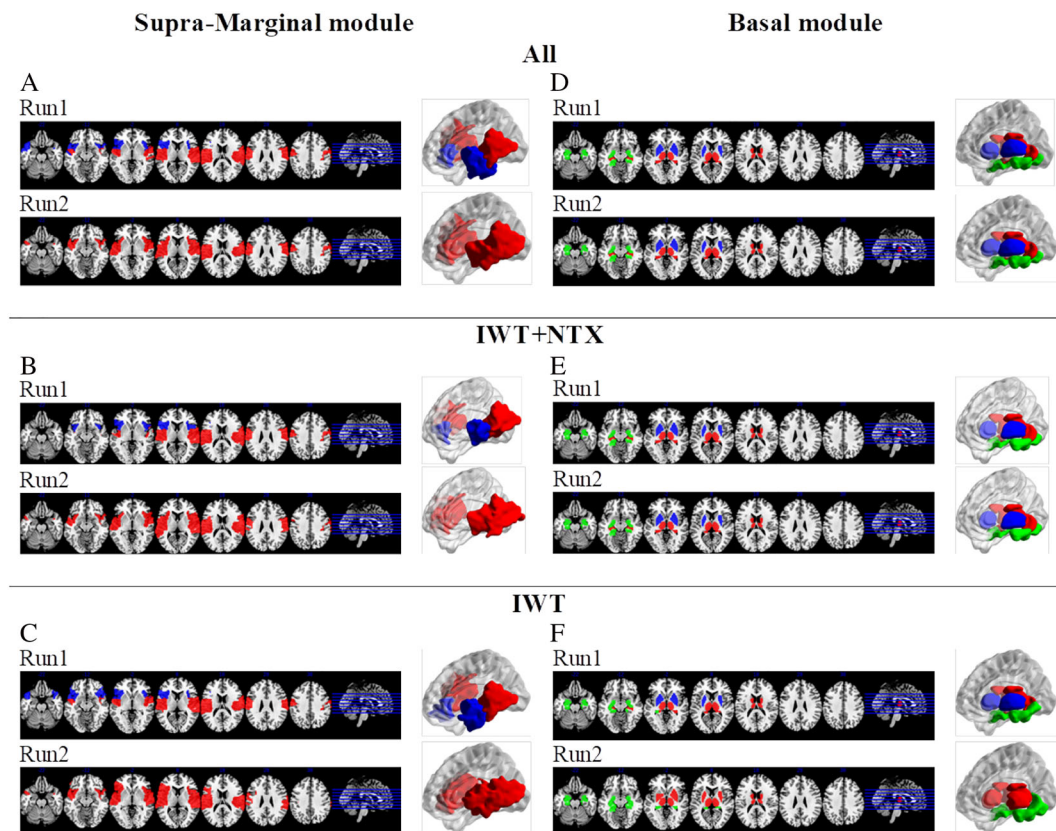 Supra-Marginal module
Basal module
All
A
Run1
Run2
D
Run1
Run2
IWT+NTX
B
Run1
Run2
E
Run1
Run2
IWT
C
Run1
Run2
F
Run1
Run2